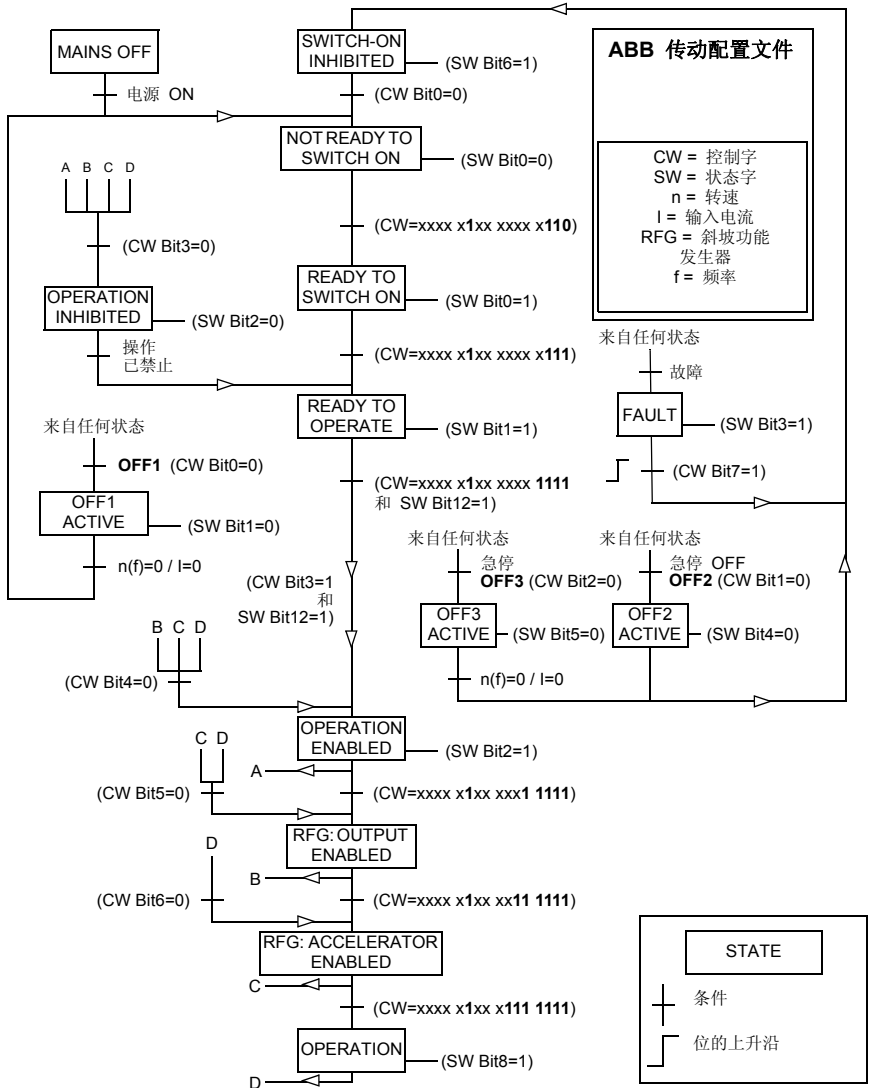 MAINS OFF
电源 ON
SWITCH-ON
INHIBITED
(SW Bit6=1)
(CW Bit0=0)
ABB 传动配置文件
CW = 控制字
SW = 状态字
n = 转速
I = 输入电流
RFG = 斜坡功能
发生器
f = 频率
NOT READY TO
SWITCH ON
(SW Bit0=0)
A B C D
(CW Bit3=0)
(CW=xxxx x1xx xxxx x110)
OPERATION
INHIBITED
(SW Bit2=0)
操作
已禁止
READY TO
SWITCH ON
(SW Bit0=1)
(CW=xxxx x1xx xxxx x111)
来自任何状态
故障
FAULT
(SW Bit3=1)
(CW Bit7=1)
READY TO
OPERATE
(SW Bit1=1)
来自任何状态
OFF1 (CW Bit0=0)
OFF1
ACTIVE
(SW Bit1=0)
n(f)=0 / I=0
(CW=xxxx x1xx xxxx 1111
和 SW Bit12=1)
(CW Bit3=1
和
SW Bit12=1)
来自任何状态
急停
OFF3 (CW Bit2=0)
OFF3
ACTIVE
(SW Bit5=0)
n(f)=0 / I=0
来自任何状态
急停 OFF
OFF2 (CW Bit1=0)
OFF2
ACTIVE
(SW Bit4=0)
B C D
(CW Bit4=0)
OPERATION
ENABLED
(SW Bit2=1)
A
C D
(CW Bit5=0)
(CW=xxxx x1xx xxx1 1111)
RFG: OUTPUT
ENABLED
B
D
(CW Bit6=0)
(CW=xxxx x1xx xx11 1111)
RFG: ACCELERATOR
ENABLED
C
(CW=xxxx x1xx x111 1111)
OPERATION
(SW Bit8=1)
D
STATE
条件
位的上升沿